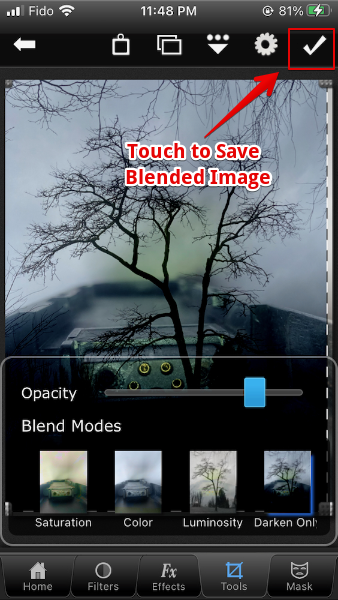 Fido 11:48 PM 81%
Touch to Save
Blended Image
Opacity
Blend Modes
Saturation Color Luminosity Darken Only
Fx
Home Filters Effects Tools Mask